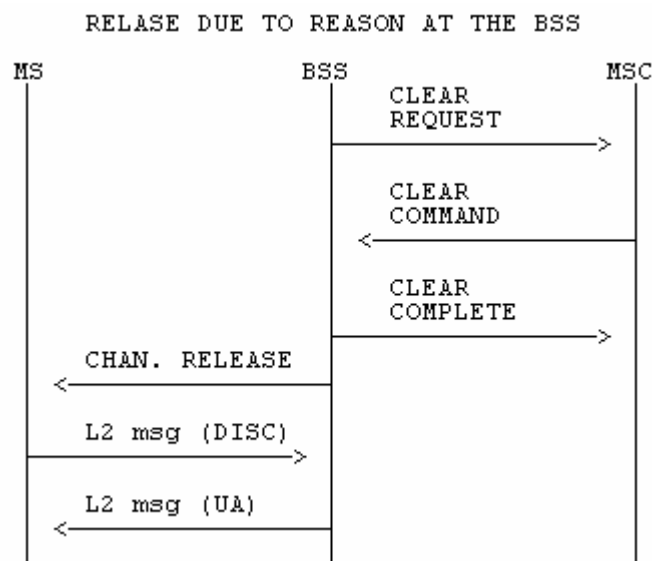 RELASE DUE TO REASON AT THE BSS
MS BSS MSC
CLEAR
REQUEST
CLEAR
COMMAND
CLEAR
COMPLETE
CHAN. RELEASE
L2 msg (DISC)
L2 msg (UA)